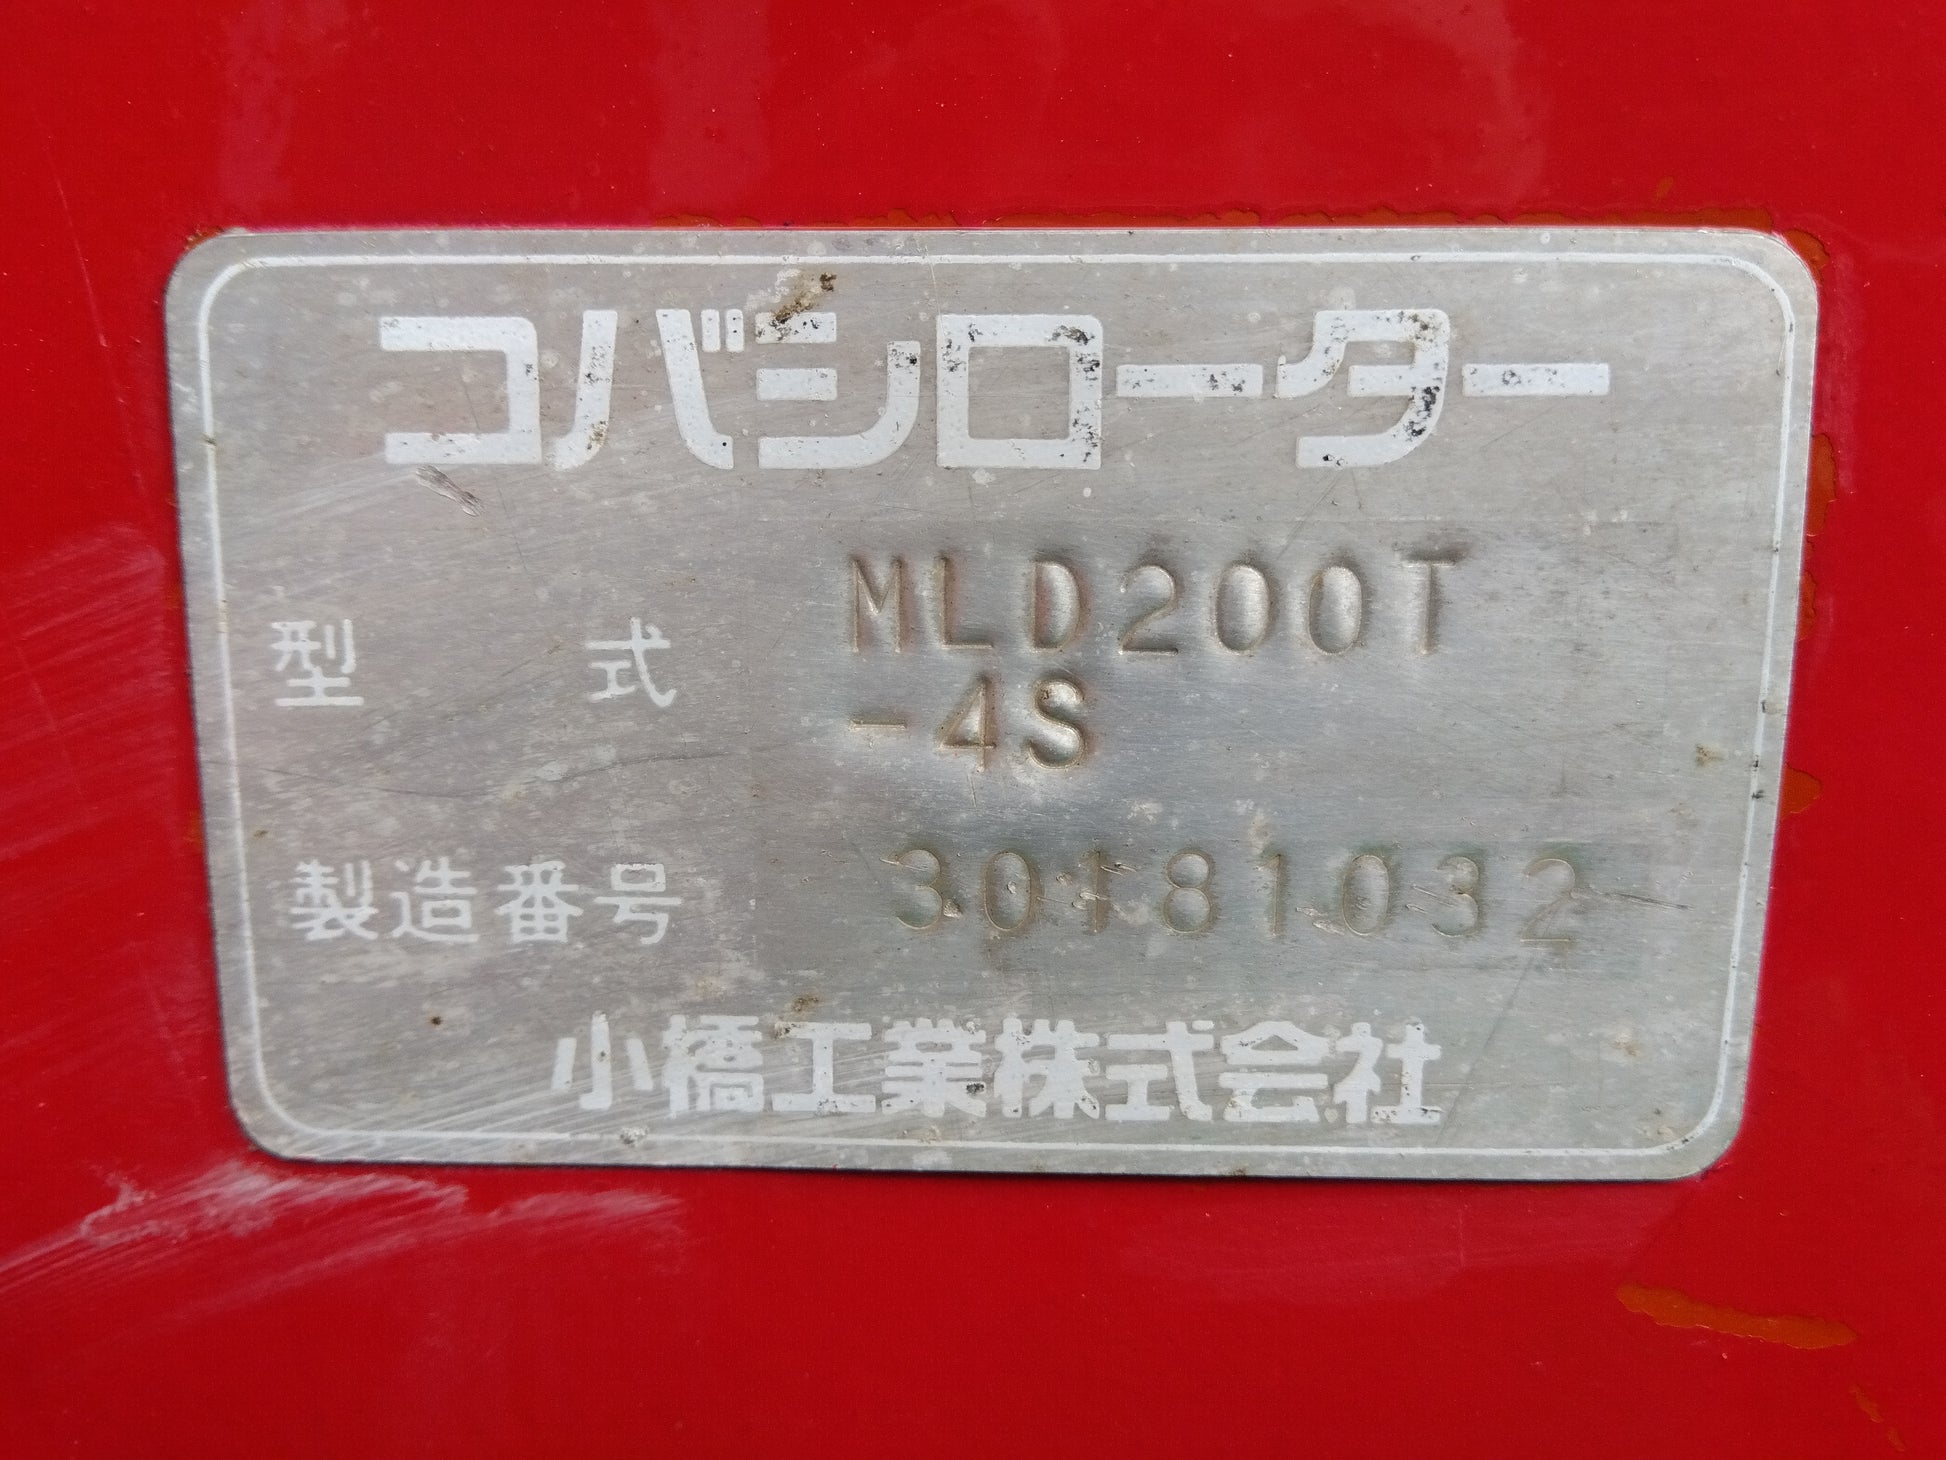 コバシローター
型式 MLD200T
-4S
製造番号 30181032
小橋工業株式会社